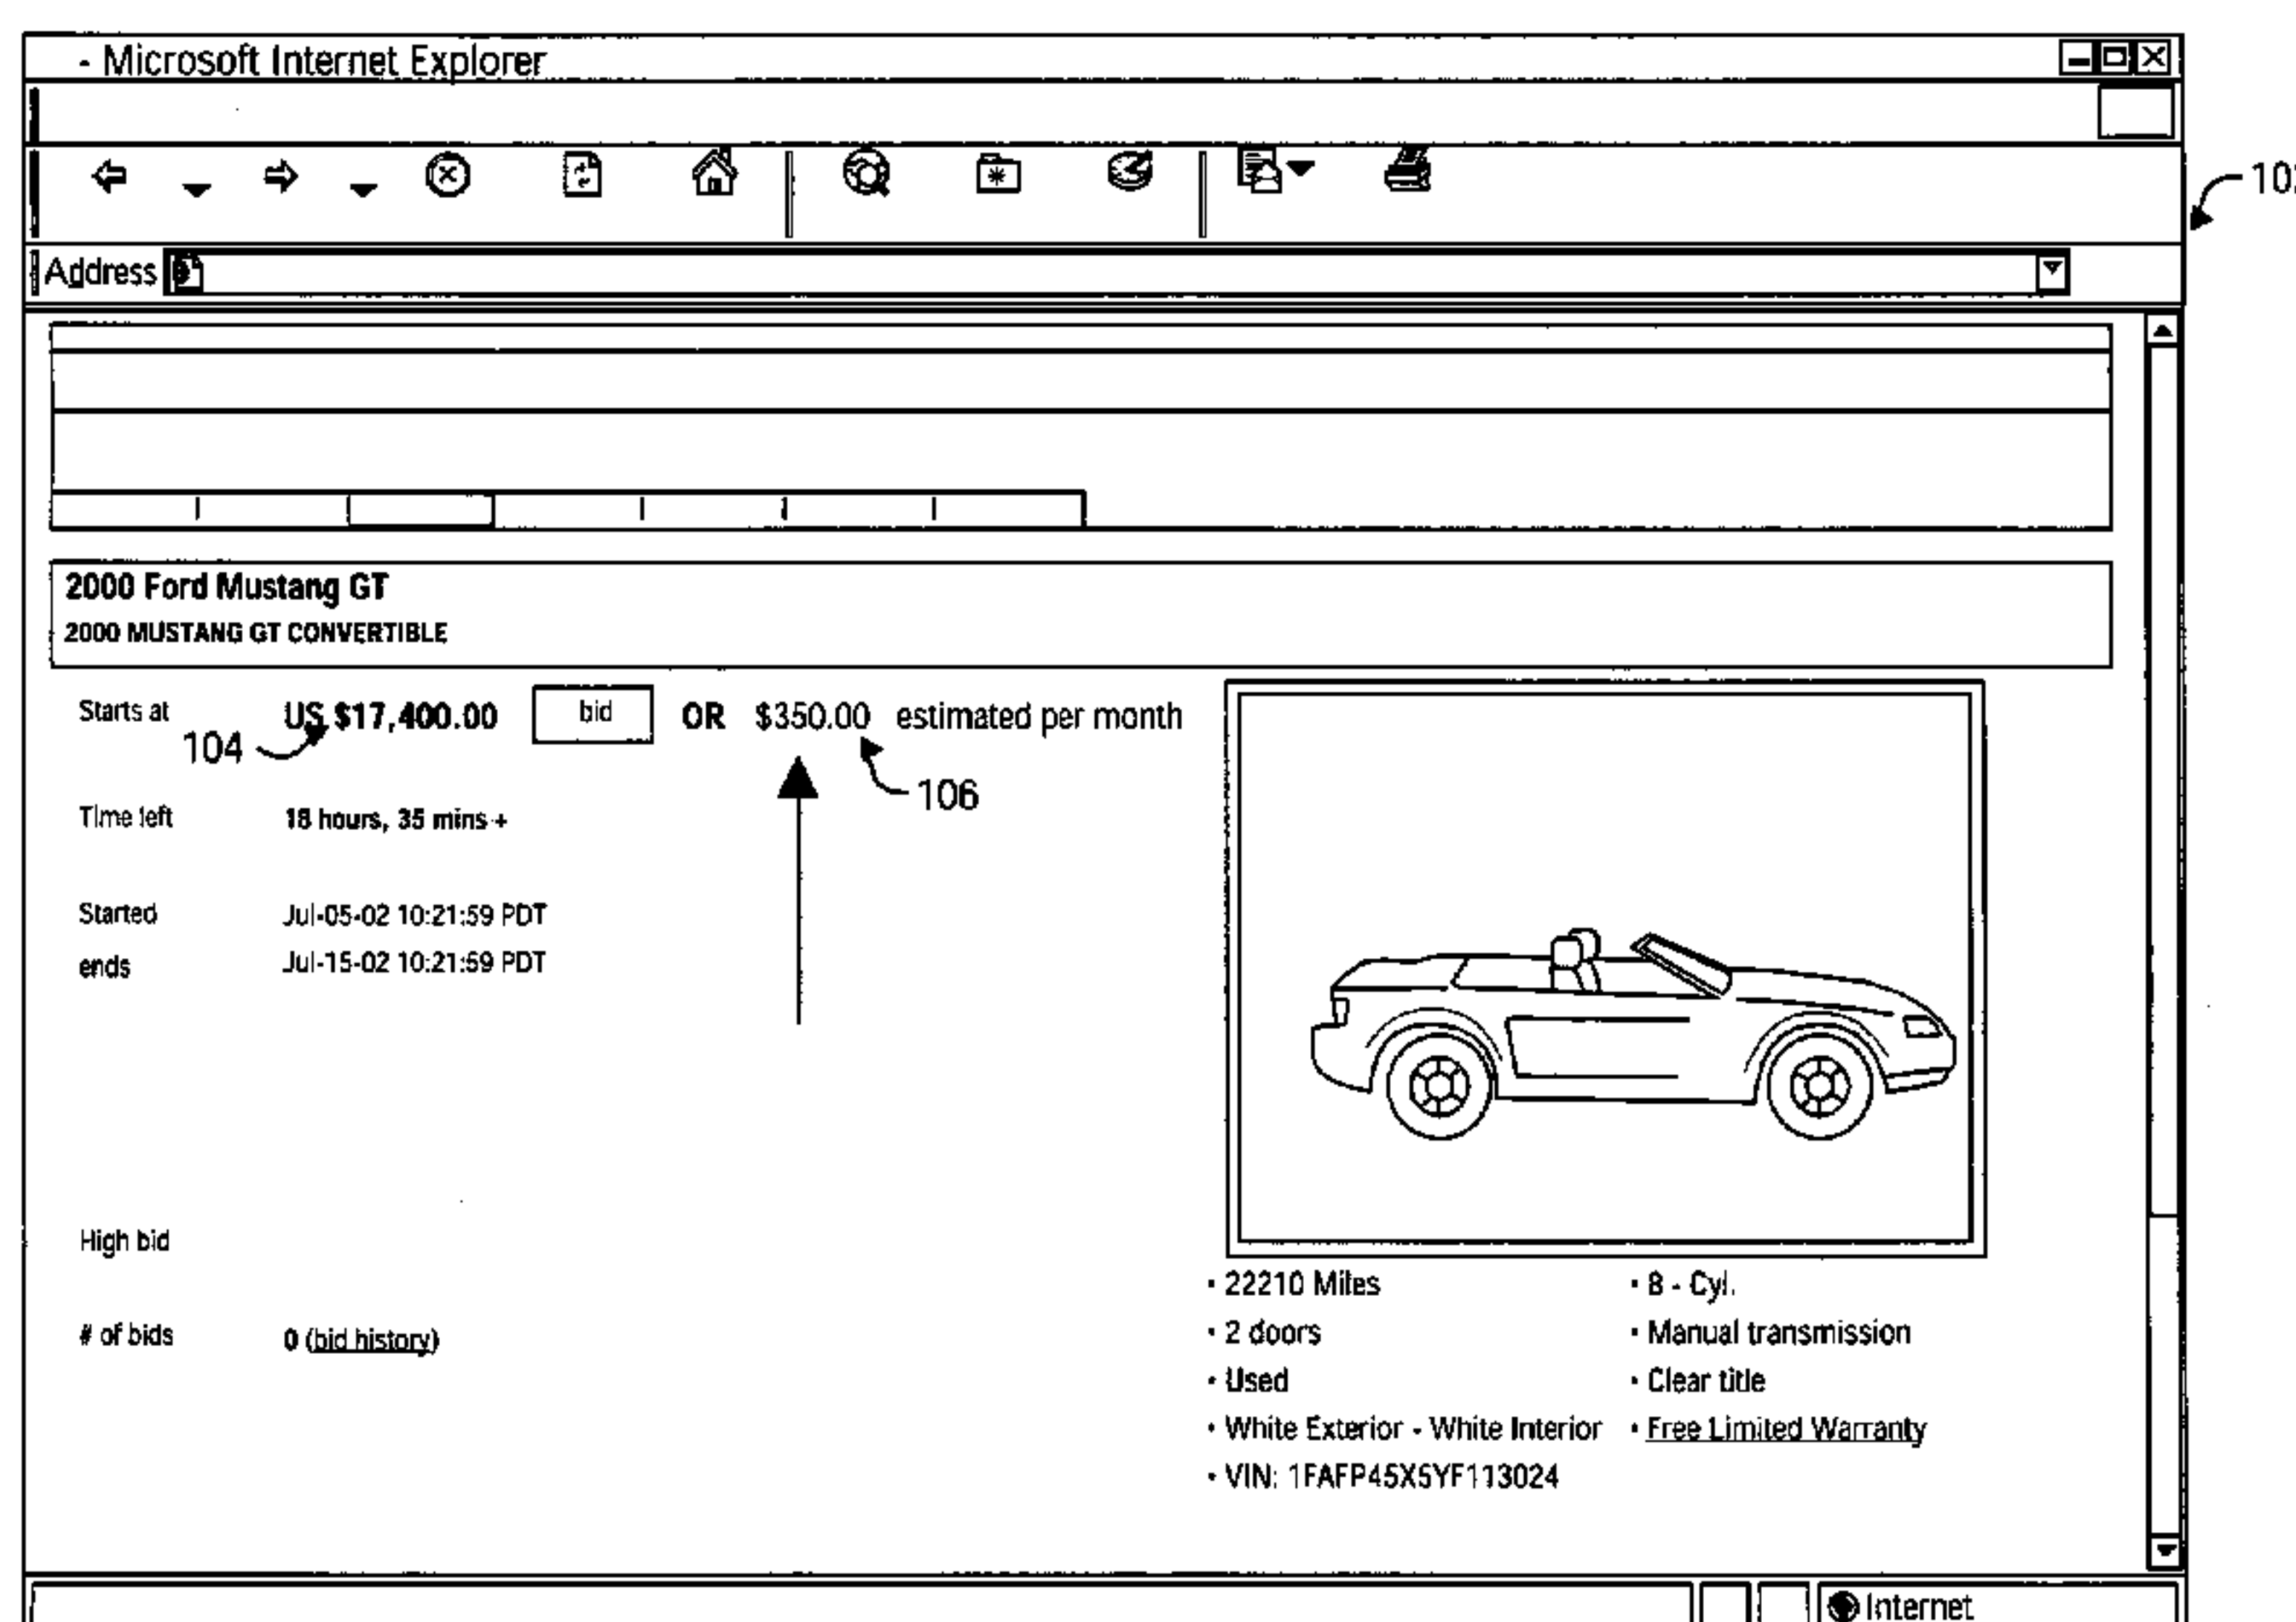 - Microsoft Internet Explorer
Address
2000 Ford Mustang GT
2000 MUSTANG GT CONVERTIBLE
Starts at US $17,400.00 bid OR $350.00 estimated per month
104
106
Time left 18 hours, 35 mins +
Started Jul-05-02 10:21:59 PDT
ends Jul-15-02 10:21:59 PDT
High bid
# of bids 0 (bid history)
• 22210 Miles • 8 - Cyl.
• 2 doors • Manual transmission
• Used • Clear title
• White Exterior - White Interior • Free Limited Warranty
• VIN: 1FAFP45X5YF113024
Internet